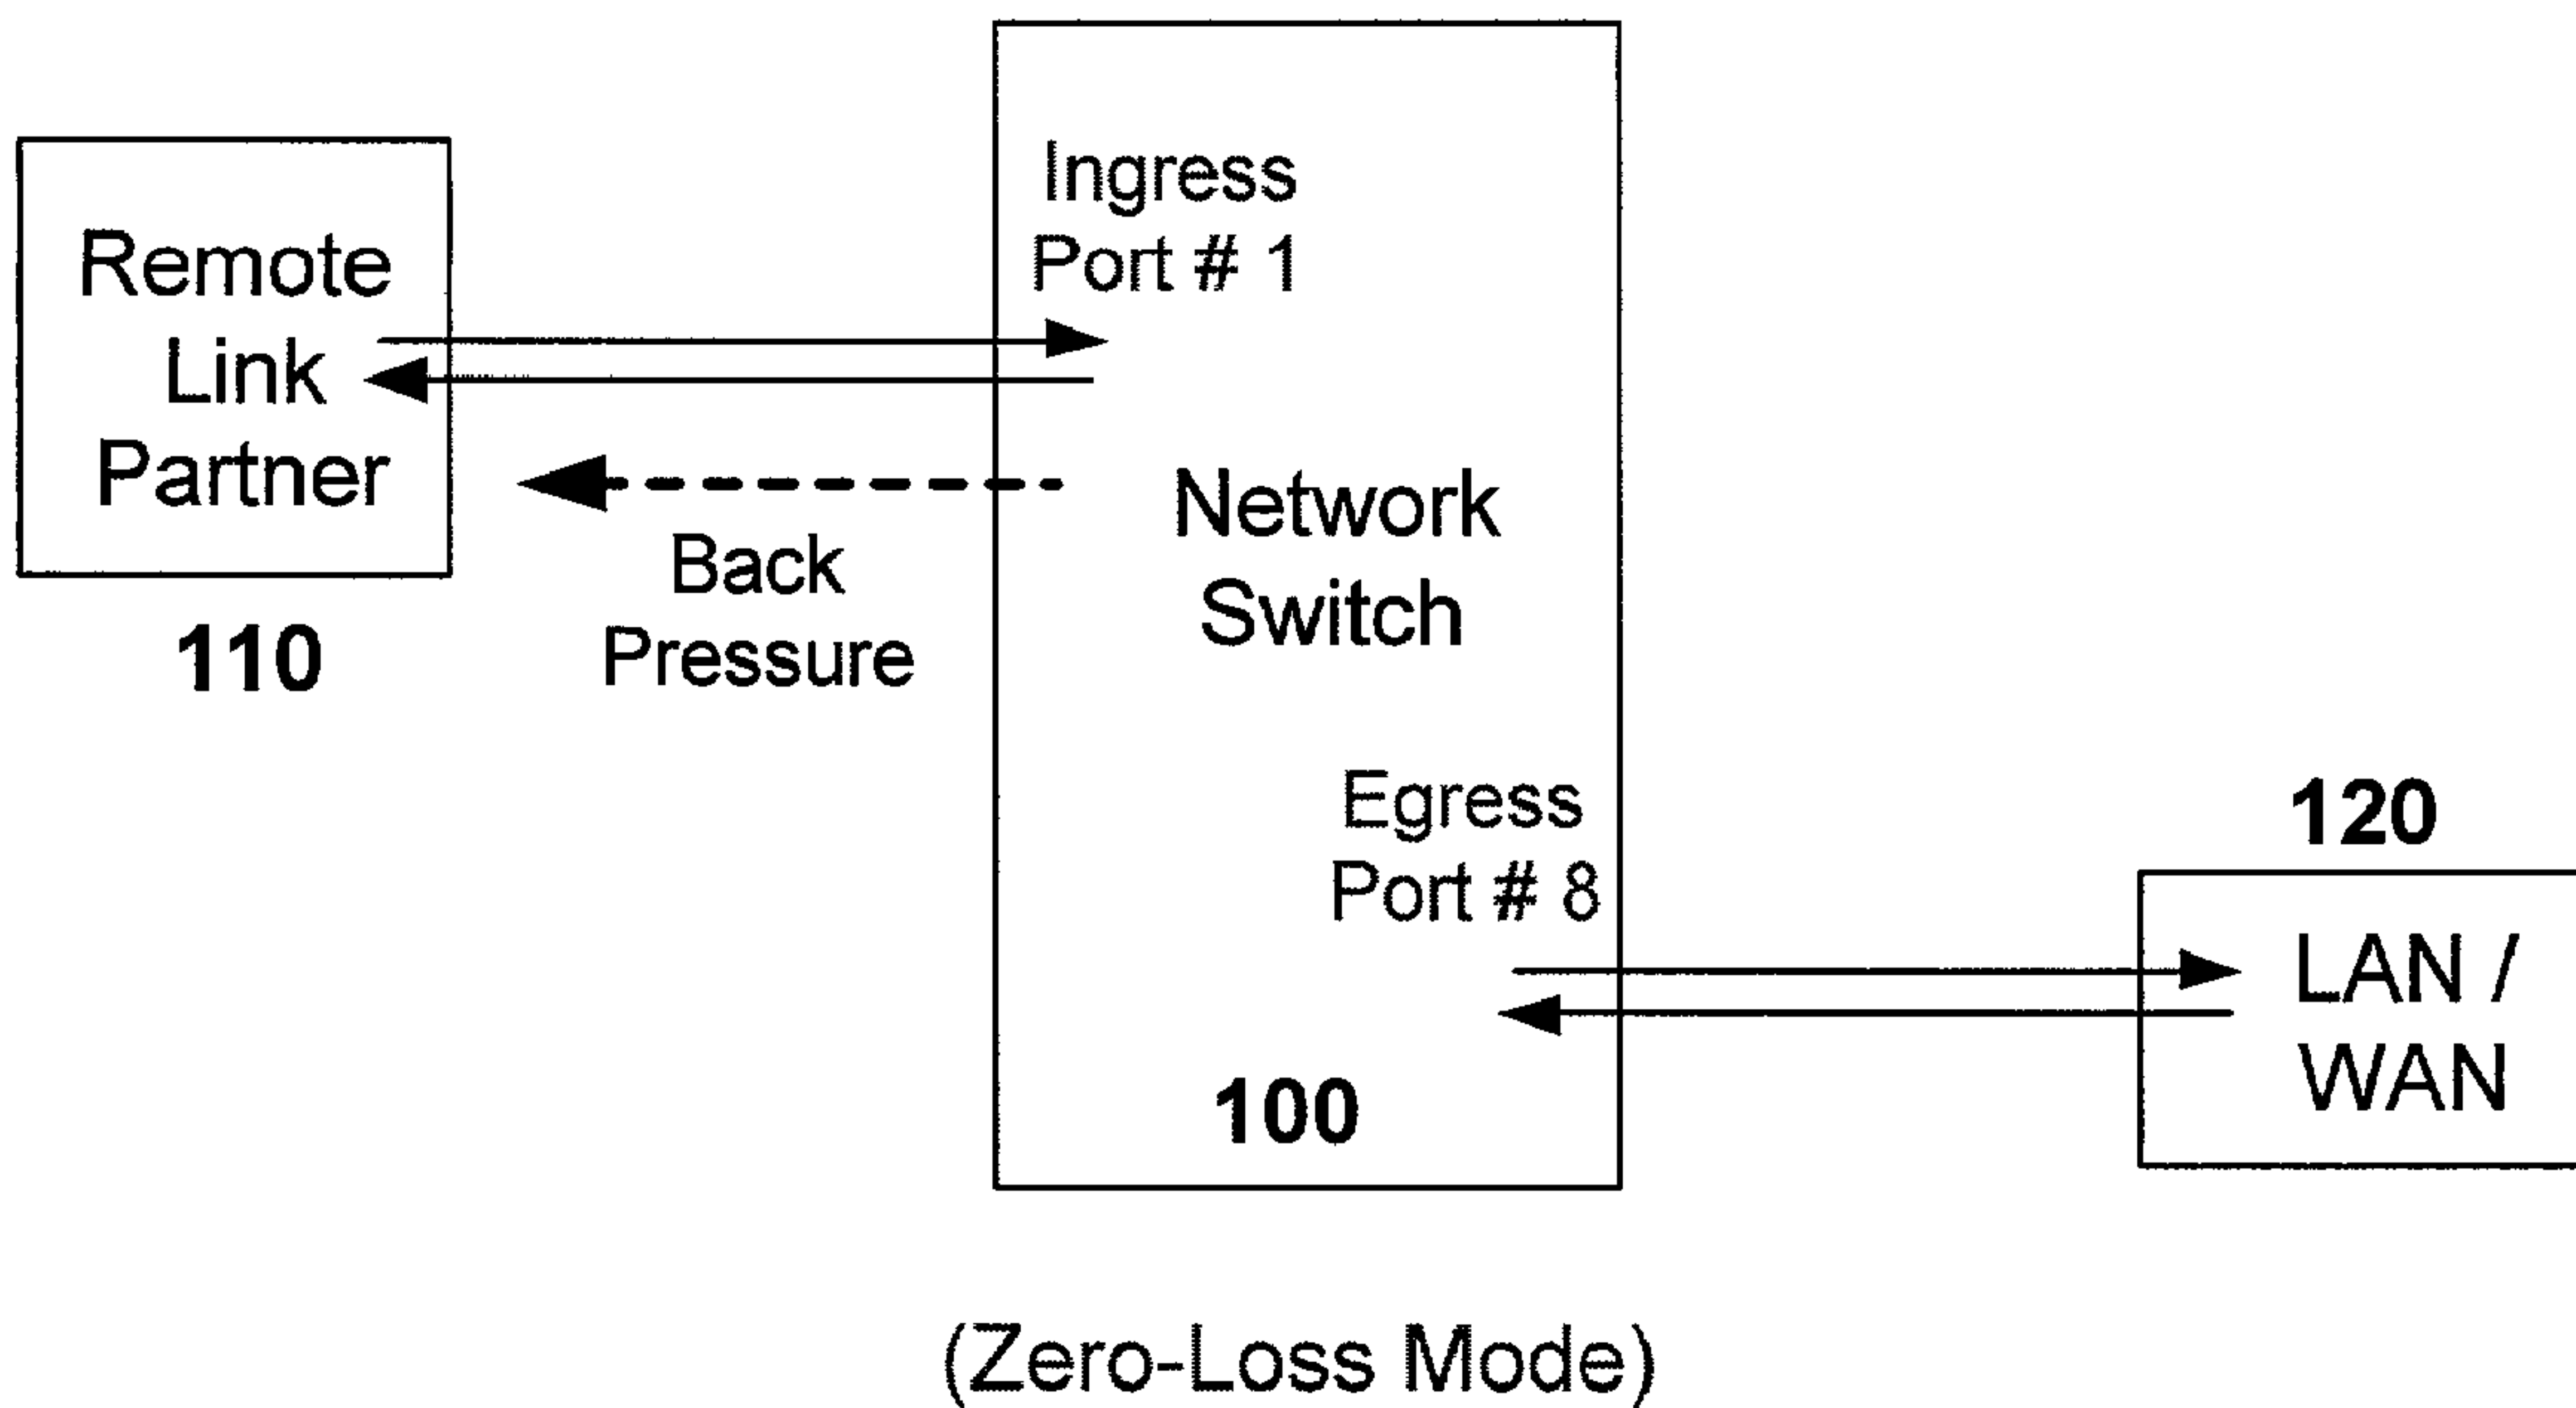 Remote
Link
Partner
110
Back
Pressure
Ingress
Port # 1
Network
Switch
Egress
Port # 8
100
120
LAN /
WAN
(Zero-Loss Mode)